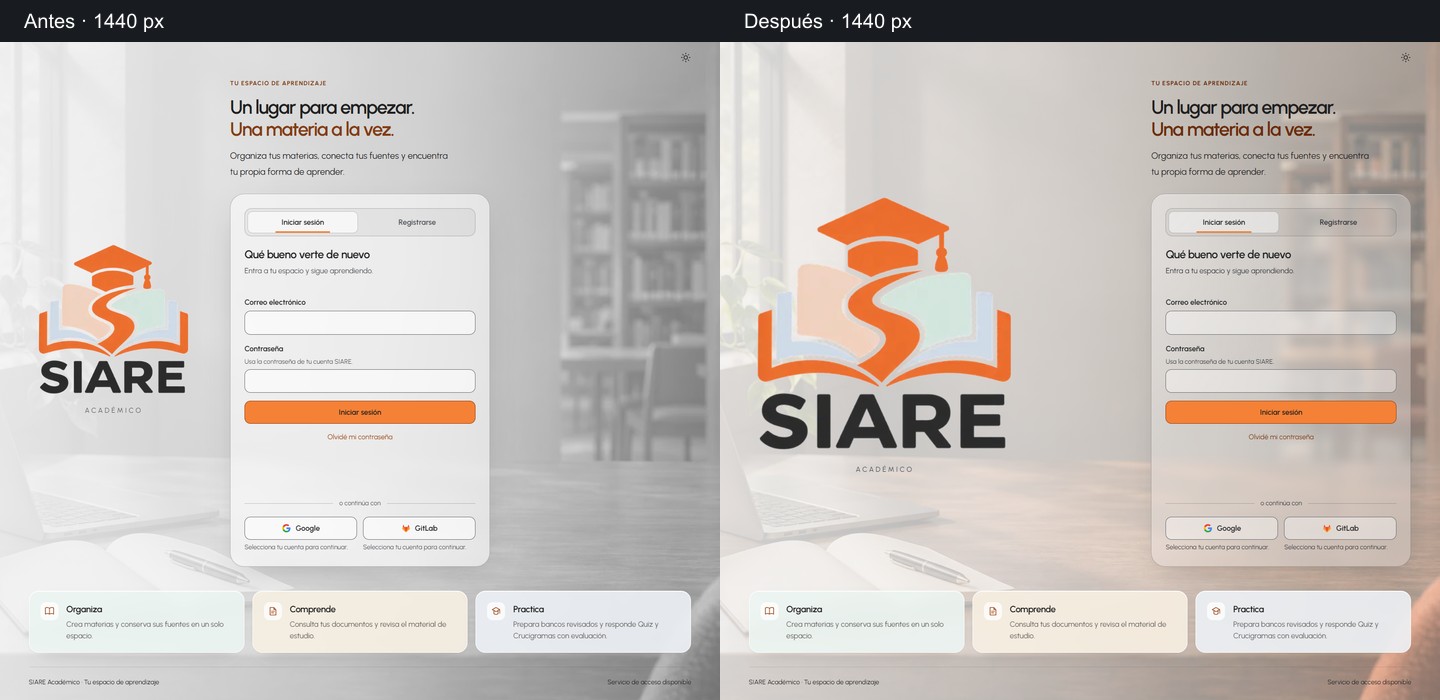 Antes · 1440 px
TU ESPACIO DE APRENDIZAJE
Un lugar para empezar.
Una materia a la vez.
Organiza tus materias, conecta tus fuentes y encuentra
tu propia forma de aprender.
Iniciar sesión
Registrarse
Qué bueno verte de nuevo
Entra a tu espacio y sigue aprendiendo.
Correo electrónico
Contraseña
Usa la contraseña de tu cuenta SIARE.
Iniciar sesión
Olvidé mi contraseña
o continúa con
Google
GitLab
Selecciona tu cuenta para continuar.
Selecciona tu cuenta para continuar.
SIARE
ACADÉMICO
Organiza
Crea materias y conserva sus fuentes en un solo
espacio.
Comprende
Consulta tus documentos y revisa el material de
estudio.
Practica
Prepara bancos revisados y responde Quiz y
Crucigramas con evaluación.
SIARE Académico · Tu espacio de aprendizaje
Servicio de acceso disponible
Después · 1440 px
TU ESPACIO DE APRENDIZAJE
Un lugar para empezar.
Una materia a la vez.
Organiza tus materias, conecta tus fuentes y encuentra
tu propia forma de aprender.
SIARE
ACADÉMICO
Iniciar sesión
Registrarse
Qué bueno verte de nuevo
Entra a tu espacio y sigue aprendiendo.
Correo electrónico
Contraseña
Usa la contraseña de tu cuenta SIARE.
Iniciar sesión
Olvidé mi contraseña
o continúa con
Google
GitLab
Selecciona tu cuenta para continuar.
Selecciona tu cuenta para continuar.
Organiza
Crea materias y conserva sus fuentes en un solo
espacio.
Comprende
Consulta tus documentos y revisa el material de
estudio.
Practica
Prepara bancos revisados y responde Quiz y
Crucigramas con evaluación.
SIARE Académico · Tu espacio de aprendizaje
Servicio de acceso disponible